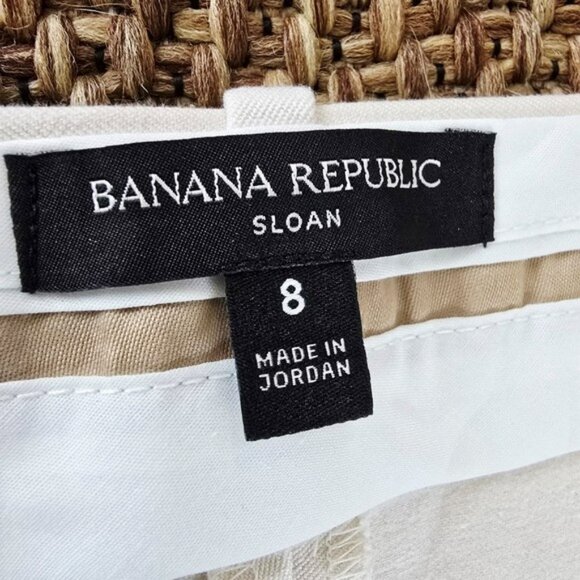 BANANA REPUBLIC
SLOAN
8
MADE IN
JORDAN